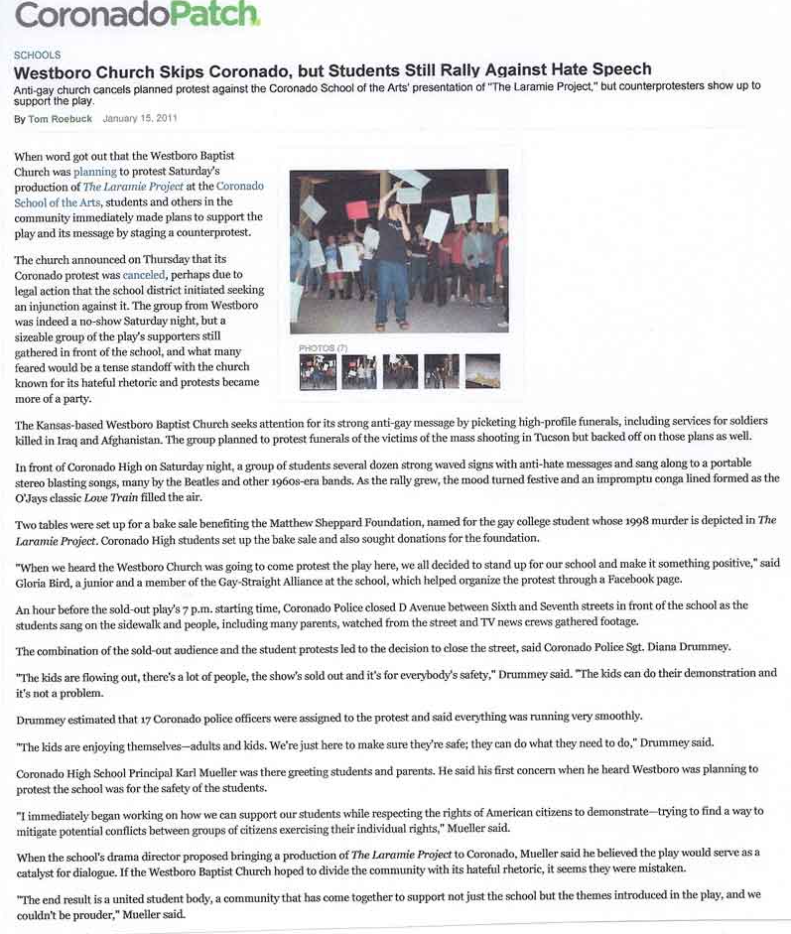 CoronadoPatch
SCHOOLS
Westboro Church Skips Coronado, but Students Still Rally Against Hate Speech
Anti-gay church cancels planned protest against the Coronado School of the Arts' presentation of "The Laramie Project," but counterprotesters show up to
support the play.
By Tom Roebuck January 15, 2011
When word got out that the Westboro Baptist
Church was planning to protest Saturday's
production of The Laramie Project at the Coronado
School of the Arts, students and others in the
community immediately made plans to support the
play and its message by staging a counterprotest.
The church announced on Thursday that its
Coronado protest was canceled, perhaps due to
legal action that the school district initiated seeking
an injunction against it. The group from Westboro
was indeed a no-show Saturday night, but a
sizeable group of the play's supporters still
gathered in front of the school, and what many
feared would be a tense standoff with the church
known for its hateful rhetoric and protests became
more of a party.
PHOTOS (7)
The Kansas-based Westboro Baptist Church seeks attention for its strong anti-gay message by picketing high-profile funerals, including services for soldiers
killed in Iraq and Afghanistan. The group planned to protest funerals of the victims of the mass shooting in Tucson but backed off on those plans as well.
In front of Coronado High on Saturday night, a group of students several dozen strong waved signs with anti-hate messages and sang along to a portable
stereo blasting songs, many by the Beatles and other 1960s-era bands. As the rally grew, the mood turned festive and an impromptu conga lined formed as the
O'Jays classic Love Train filled the air.
Two tables were set up for a bake sale benefiting the Matthew Sheppard Foundation, named for the gay college student whose 1998 murder is depicted in The
Laramie Project. Coronado High students set up the bake sale and also sought donations for the foundation.
"When we heard the Westboro Church was going to come protest the play here, we all decided to stand up for our school and make it something positive," said
Gloria Bird, a junior and a member of the Gay-Straight Alliance at the school, which helped organize the protest through a Facebook page.
An hour before the sold-out play's 7 p.m. starting time, Coronado Police closed D Avenue between Sixth and Seventh streets in front of the school as the
students sang on the sidewalk and people, including many parents, watched from the street and TV news crews gathered footage.
The combination of the sold-out audience and the student protests led to the decision to close the street, said Coronado Police Sgt. Diana Drummey.
"The kids are flowing out, there's a lot of people, the show's sold out and it's for everybody's safety," Drummey said. "The kids can do their demonstration and
it's not a problem.
Drummey estimated that 17 Coronado police officers were assigned to the protest and said everything was running very smoothly.
"The kids are enjoying themselves—adults and kids. We're just here to make sure they're safe; they can do what they need to do," Drummey said.
Coronado High School Principal Karl Mueller was there greeting students and parents. He said his first concern when he heard Westboro was planning to
protest the school was for the safety of the students.
"I immediately began working on how we can support our students while respecting the rights of American citizens to demonstrate—trying to find a way to
mitigate potential conflicts between groups of citizens exercising their individual rights," Mueller said.
When the school's drama director proposed bringing a production of The Laramie Project to Coronado, Mueller said he believed the play would serve as a
catalyst for dialogue. If the Westboro Baptist Church hoped to divide the community with its hateful rhetoric, it seems they were mistaken.
"The end result is a united student body, a community that has come together to support not just the school but the themes introduced in the play, and we
couldn't be prouder," Mueller said.